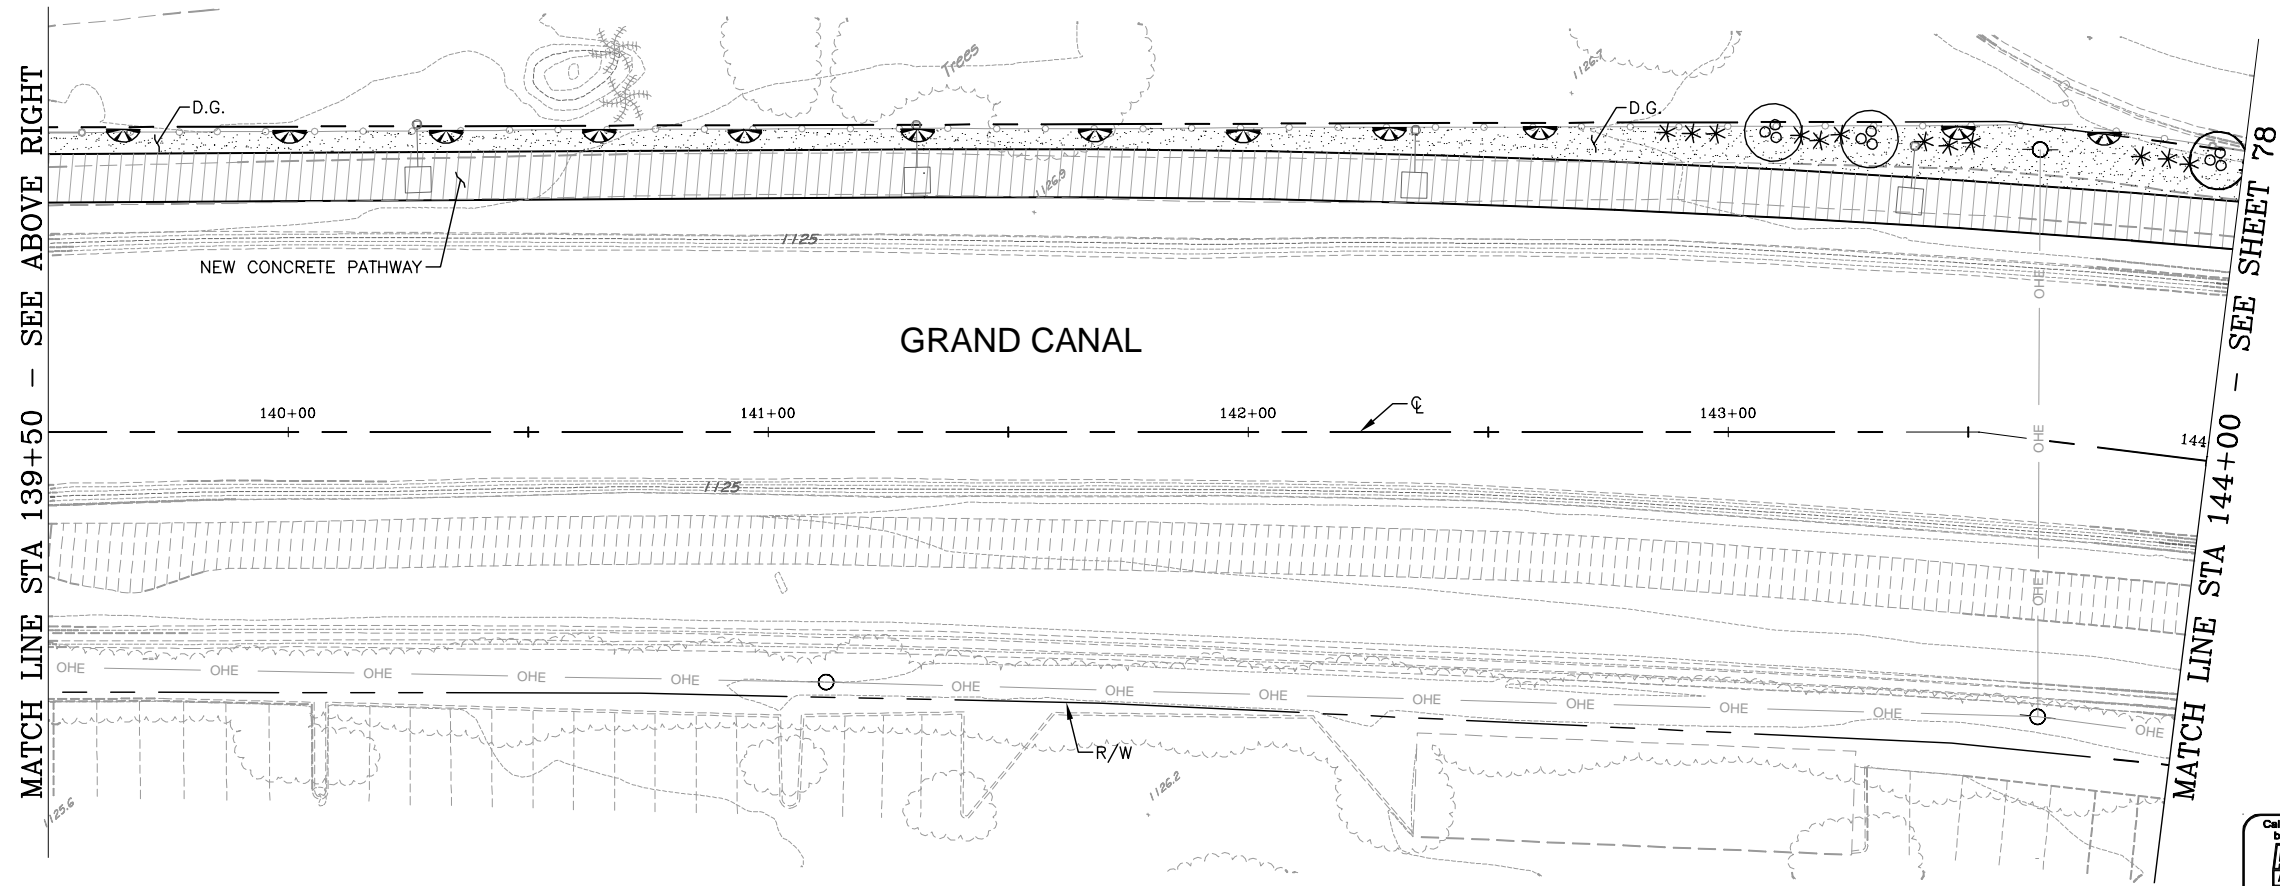 Trees
1126.7
D.G.
D.G.
MATCH LINE STA 139+50 - SEE ABOVE RIGHT
MATCH LINE STA 144+00 - SEE SHEET 78
1126.9
1125
NEW CONCRETE PATHWAY
OHE
GRAND CANAL
140+00
141+00
142+00
143+00
144
OHE
1125
OHE
OHE
OHE
OHE
OHE
OHE
OHE
OHE
OHE
OHE
OHE
OHE
OHE
OHE
R/W
1126.2
1125.6